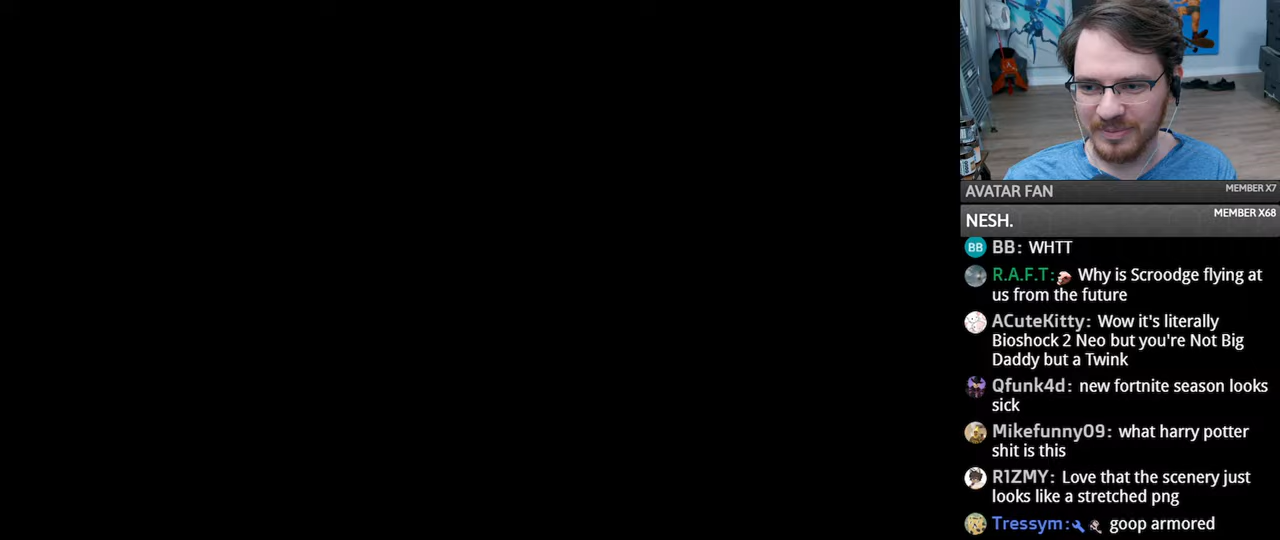 AVATAR FAN MEMBER X7
NESH. MEMBER X68
BB BB: WHTT
R.A.F.T: Why is Scroodge flying at
us from the future
ACuteKitty: Wow it's literally
Bioshock 2 Neo but you're Not Big
Daddy but a Twink
Qfunk4d: new fortnite season looks
sick
Mikefunny09: what harry potter
shit is this
R1ZMY: Love that the scenery just
looks like a stretched png
Tressym: goop armored